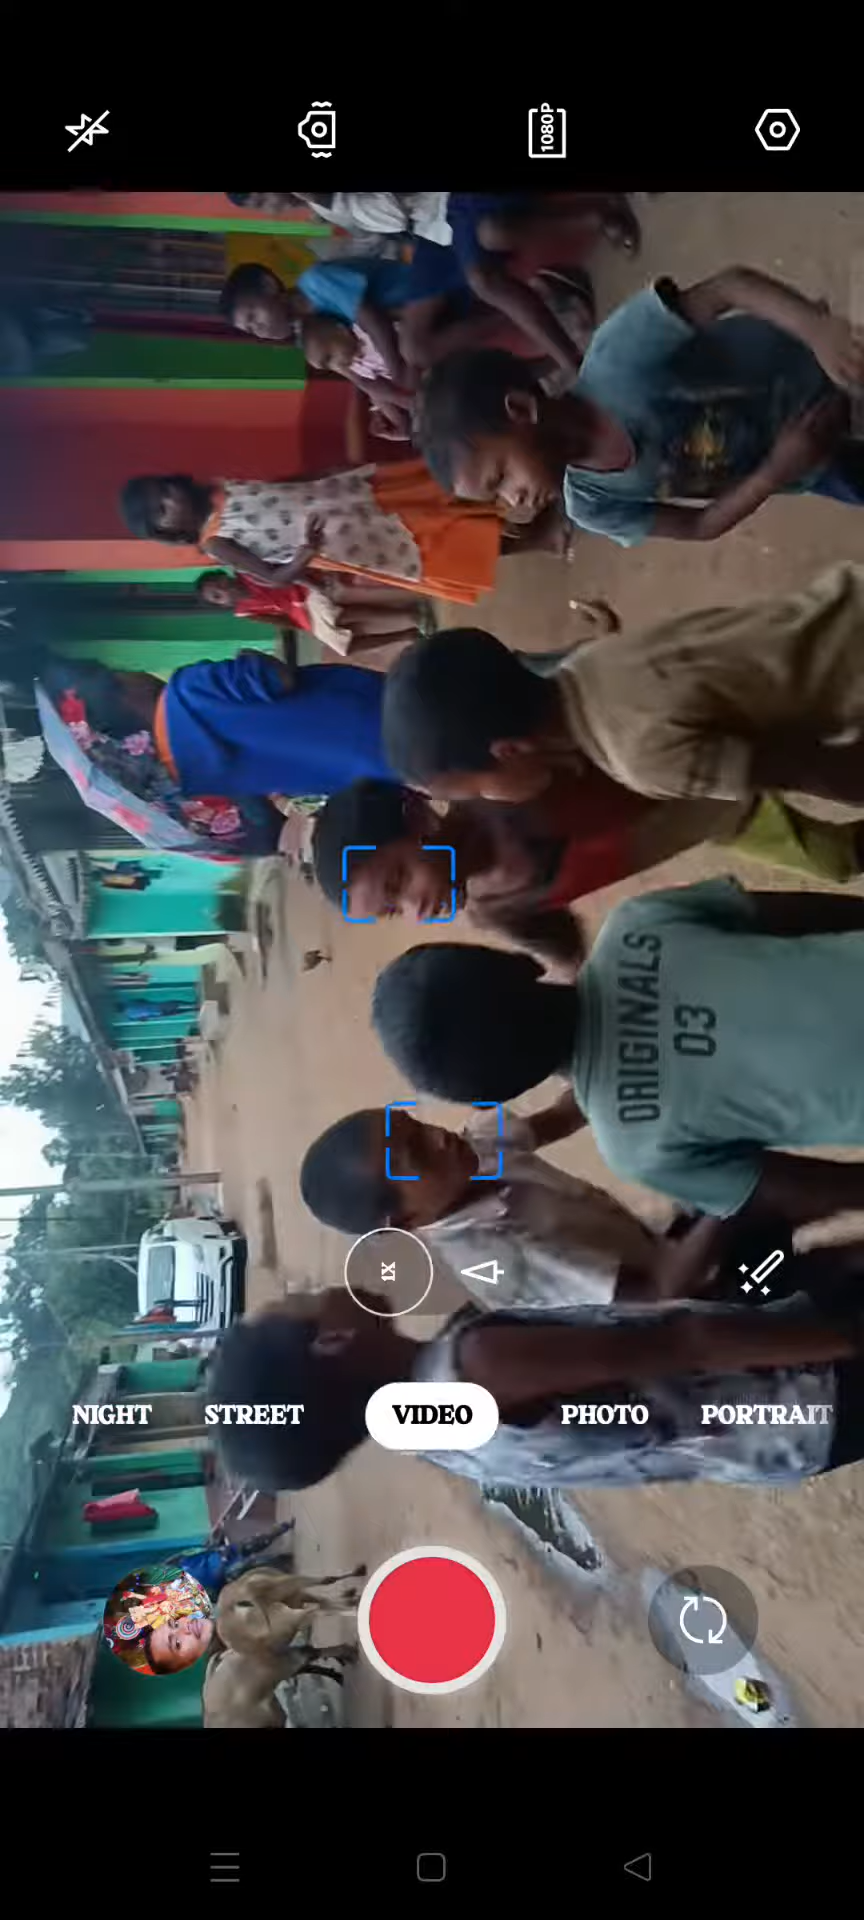 1080P
ORIGINALS
03
1X
NIGHT STREET VIDEO PHOTO PORTRAIT